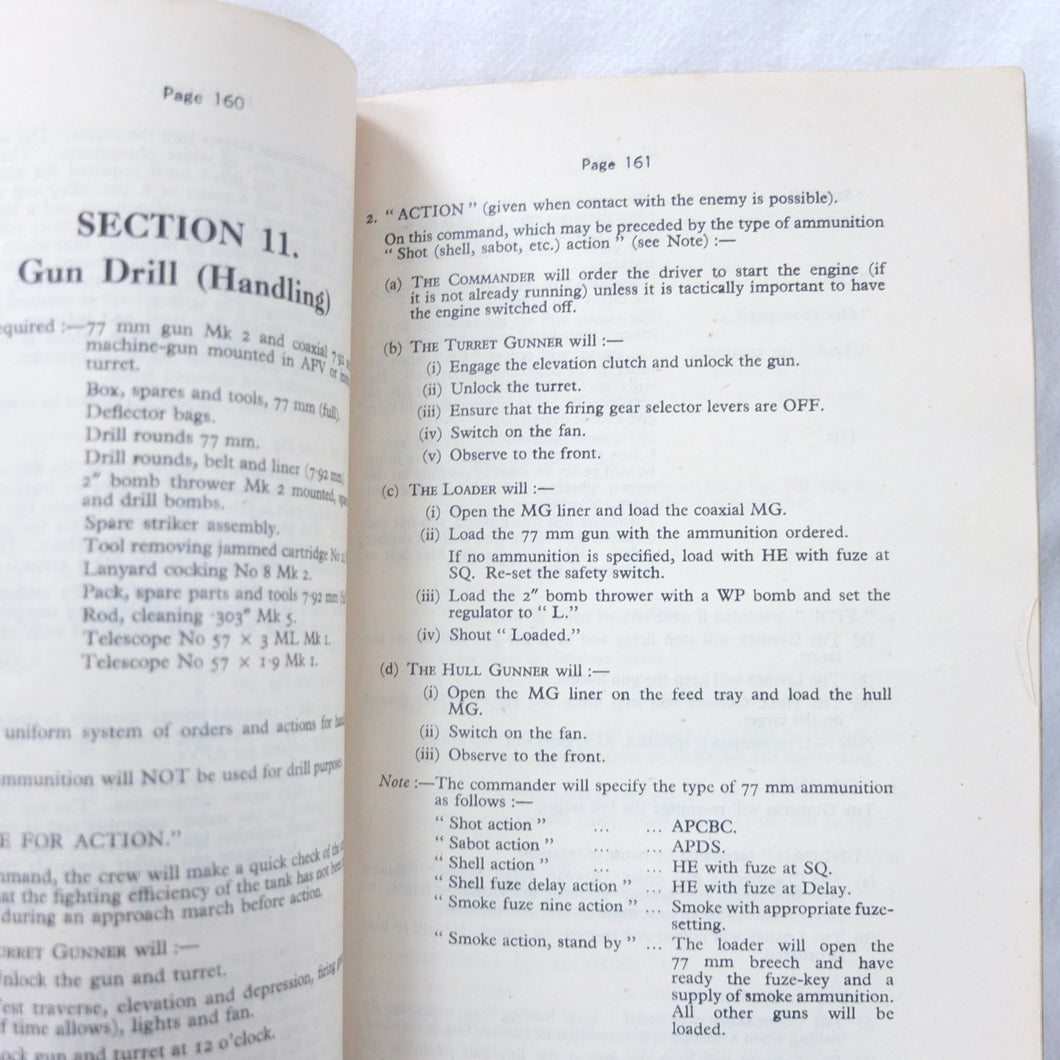 Page 160
SECTION 11.
Gun Drill (Handling)
equired :—77 mm gun Mk 2 and coaxial 7·92
machine-gun mounted in AFV or
turret.
Box, spares and tools, 77 mm (full).
Deflector bags.
Drill rounds 77 mm.
Drill rounds, belt and liner (7·92 mm)
2″ bomb thrower Mk 2 mounted,
and drill bombs.
Spare striker assembly.
Tool removing jammed cartridge No
Lanyard cocking No 8 Mk 2.
Pack, spare parts and tools 7·92 mm
Rod, cleaning ·303″ Mk 5.
Telescope No 57 × 3 ML Mk 1.
Telescope No 57 × 1·9 Mk 1.
uniform system of orders and actions for
mmunition will NOT be used for drill purpose
E FOR ACTION."
mmand, the crew will make a quick check of the
at the fighting efficiency of the tank has not been
during an approach march before action.
URRET GUNNER will :—
nlock the gun and turret.
est traverse, elevation and depression, firing
f time allows), lights and fan.
ock gun and turret at 12 o'clock.
Page 161
2. "ACTION" (given when contact with the enemy is possible).
On this command, which may be preceded by the type of ammunition
"Shot (shell, sabot, etc.) action" (see Note) :—
(a) THE COMMANDER will order the driver to start the engine (if
it is not already running) unless it is tactically important to have
the engine switched off.
(b) THE TURRET GUNNER will :—
(i) Engage the elevation clutch and unlock the gun.
(ii) Unlock the turret.
(iii) Ensure that the firing gear selector levers are OFF.
(iv) Switch on the fan.
(v) Observe to the front.
(c) THE LOADER will :—
(i) Open the MG liner and load the coaxial MG.
(ii) Load the 77 mm gun with the ammunition ordered.
If no ammunition is specified, load with HE with fuze at
SQ. Re-set the safety switch.
(iii) Load the 2″ bomb thrower with a WP bomb and set the
regulator to "L."
(iv) Shout "Loaded."
(d) THE HULL GUNNER will :—
(i) Open the MG liner on the feed tray and load the hull
MG.
(ii) Switch on the fan.
(iii) Observe to the front.
Note :—The commander will specify the type of 77 mm ammunition
as follows :—
"Shot action" ... ... APCBC.
"Sabot action" ... ... APDS.
"Shell action" ... ... HE with fuze at SQ.
"Shell fuze delay action" ... HE with fuze at Delay.
"Smoke fuze nine action" ... Smoke with appropriate fuze-
setting.
"Smoke action, stand by" ... The loader will open the
77 mm breech and have
ready the fuze-key and a
supply of smoke ammunition.
All other guns will be
loaded.